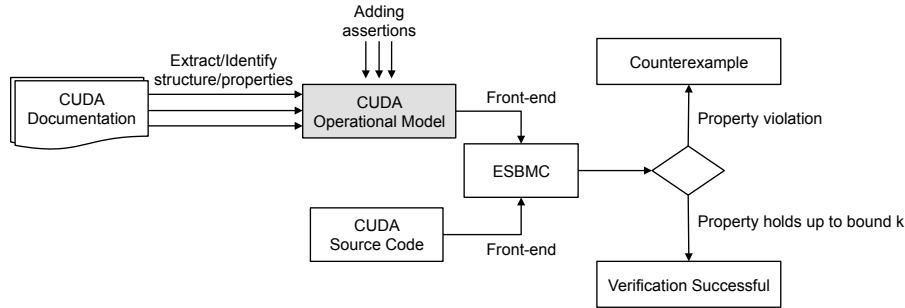 Adding
assertions
Extract/Identify
structure/properties
CUDA
Documentation
CUDA
Operational Model
Front-end
Counterexample
Property violation
ESBMC
CUDA
Source Code
Front-end
Property holds up to bound k
Verification Successful